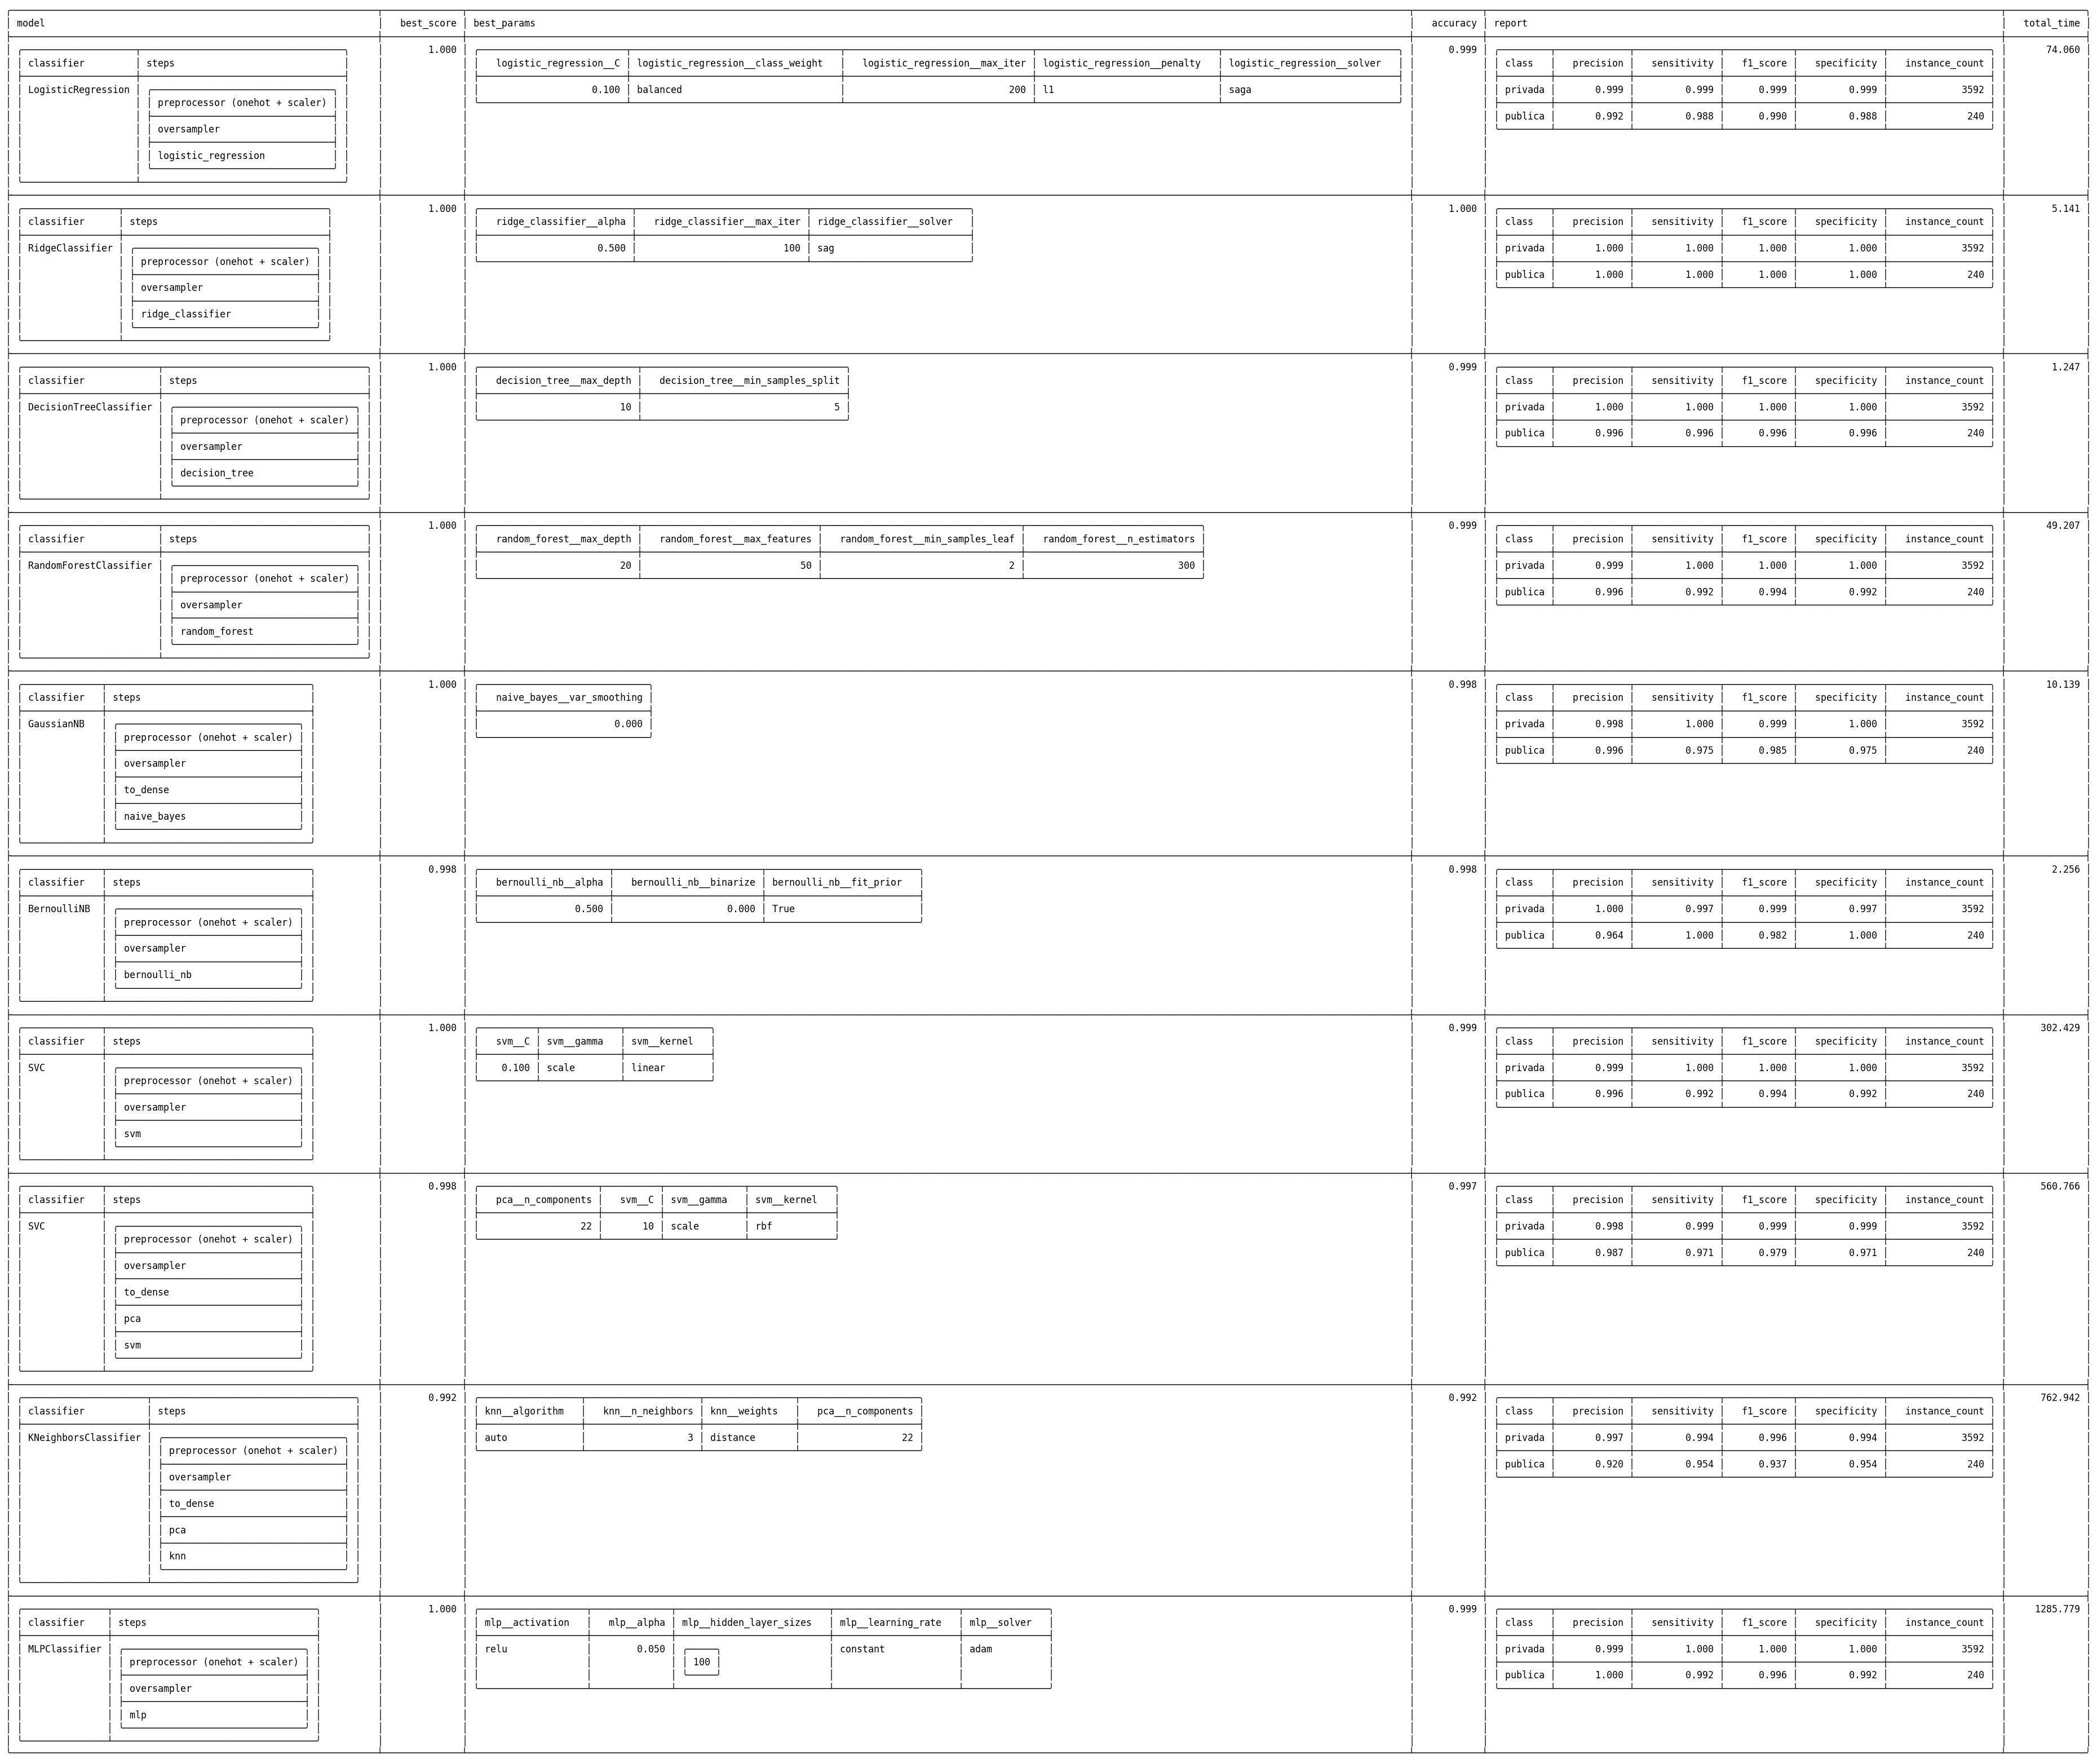 model best_score best_params accuracy report total_time
1.000 0.999 74.060
classifier steps logistic_regression__C logistic_regression__class_weight logistic_regression__max_iter logistic_regression__penalty logistic_regression__solver class precision sensitivity f1_score specificity instance_count
LogisticRegression 0.100 balanced 200 l1 saga privada 0.999 0.999 0.999 0.999 3592
preprocessor (onehot + scaler)
publica 0.992 0.988 0.990 0.988 240
oversampler
logistic_regression
1.000 1.000 5.141
classifier steps ridge_classifier__alpha ridge_classifier__max_iter ridge_classifier__solver class precision sensitivity f1_score specificity instance_count
RidgeClassifier 0.500 100 sag privada 1.000 1.000 1.000 1.000 3592
preprocessor (onehot + scaler)
publica 1.000 1.000 1.000 1.000 240
oversampler
ridge_classifier
1.000 0.999 1.247
classifier steps decision_tree__max_depth decision_tree__min_samples_split class precision sensitivity f1_score specificity instance_count
DecisionTreeClassifier 10 5 privada 1.000 1.000 1.000 1.000 3592
preprocessor (onehot + scaler)
publica 0.996 0.996 0.996 0.996 240
oversampler
decision_tree
1.000 0.999 49.207
classifier steps random_forest__max_depth random_forest__max_features random_forest__min_samples_leaf random_forest__n_estimators class precision sensitivity f1_score specificity instance_count
RandomForestClassifier 20 50 2 300 privada 0.999 1.000 1.000 1.000 3592
preprocessor (onehot + scaler)
publica 0.996 0.992 0.994 0.992 240
oversampler
random_forest
1.000 0.998 10.139
classifier steps naive_bayes__var_smoothing class precision sensitivity f1_score specificity instance_count
GaussianNB 0.000 privada 0.998 1.000 0.999 1.000 3592
preprocessor (onehot + scaler)
publica 0.996 0.975 0.985 0.975 240
oversampler
to_dense
naive_bayes
0.998 0.998 2.256
classifier steps bernoulli_nb__alpha bernoulli_nb__binarize bernoulli_nb__fit_prior class precision sensitivity f1_score specificity instance_count
BernoulliNB 0.500 0.000 True privada 1.000 0.997 0.999 0.997 3592
preprocessor (onehot + scaler)
publica 0.964 1.000 0.982 1.000 240
oversampler
bernoulli_nb
1.000 0.999 302.429
classifier steps svm__C svm__gamma svm__kernel class precision sensitivity f1_score specificity instance_count
SVC 0.100 scale linear privada 0.999 1.000 1.000 1.000 3592
preprocessor (onehot + scaler)
publica 0.996 0.992 0.994 0.992 240
oversampler
svm
0.998 0.997 560.766
classifier steps pca__n_components svm__C svm__gamma svm__kernel class precision sensitivity f1_score specificity instance_count
SVC 22 10 scale rbf privada 0.998 0.999 0.999 0.999 3592
preprocessor (onehot + scaler)
publica 0.987 0.971 0.979 0.971 240
oversampler
to_dense
pca
svm
0.992 0.992 762.942
classifier steps knn__algorithm knn__n_neighbors knn__weights pca__n_components class precision sensitivity f1_score specificity instance_count
KNeighborsClassifier auto 3 distance 22 privada 0.997 0.994 0.996 0.994 3592
preprocessor (onehot + scaler)
publica 0.920 0.954 0.937 0.954 240
oversampler
to_dense
pca
knn
1.000 0.999 1285.779
classifier steps mlp__activation mlp__alpha mlp__hidden_layer_sizes mlp__learning_rate mlp__solver class precision sensitivity f1_score specificity instance_count
MLPClassifier relu 0.050 constant adam privada 0.999 1.000 1.000 1.000 3592
preprocessor (onehot + scaler) 100
publica 1.000 0.992 0.996 0.992 240
oversampler
mlp